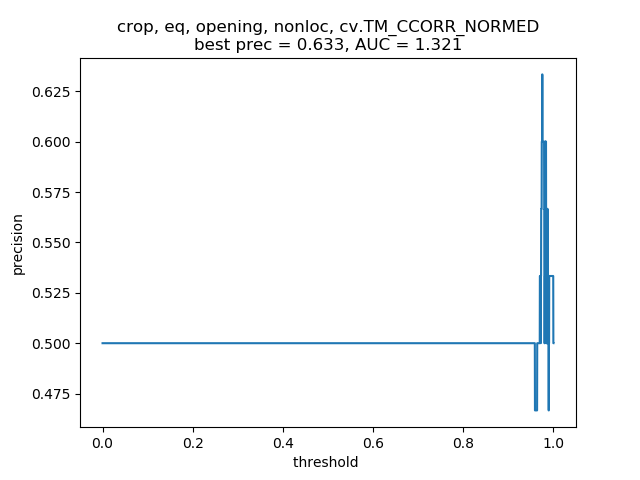 crop, eq, opening, nonloc, cv.TM_CCORR_NORMED
best prec = 0.633, AUC = 1.321
precision
0.625
0.600
0.575
0.550
0.525
0.500
0.475
0.0 0.2 0.4 0.6 0.8 1.0
threshold